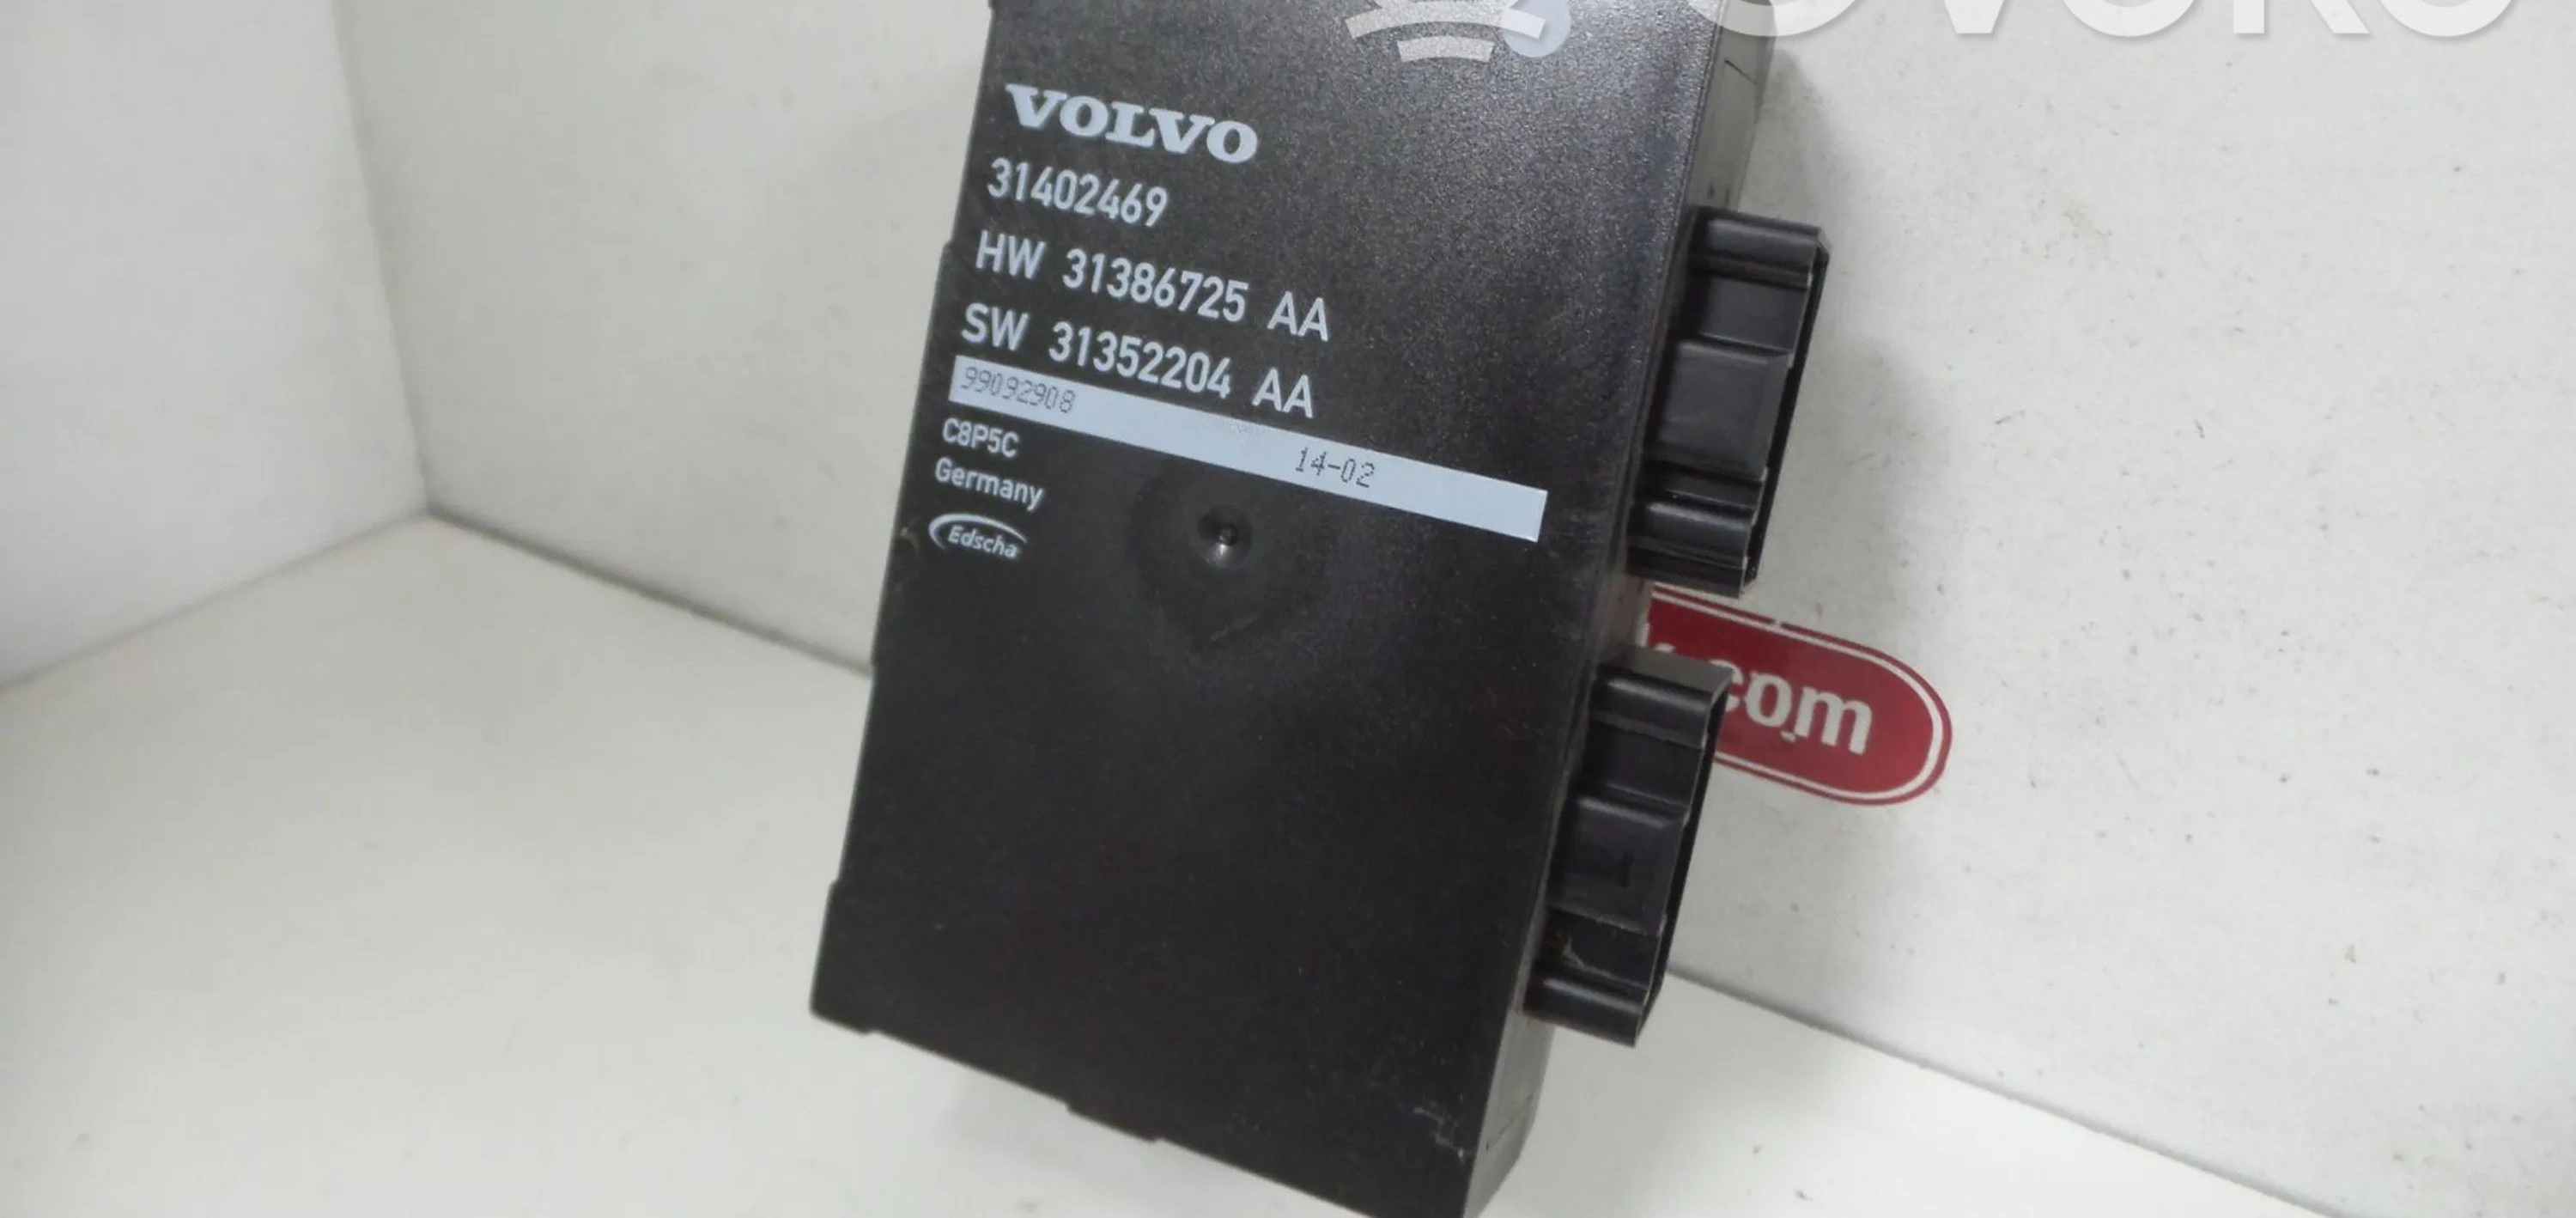 VOLVO
31402469
HW 31386725 AA
SW 31352204 AA
99092908 14-02
C8P5C
Germany
Edscha
.com